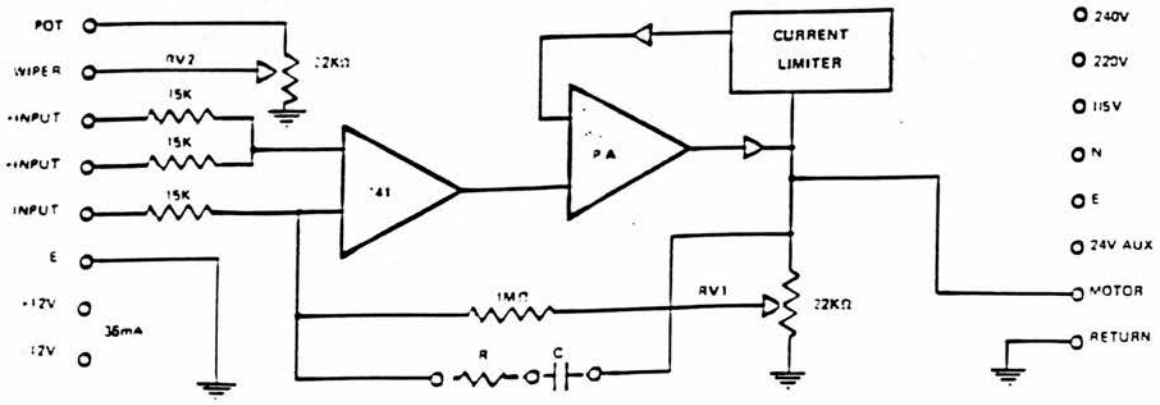 POT
WIPER
RV2
22KΩ
15K
+INPUT
15K
+INPUT
15K
INPUT
E
+12V
36mA
12V
741
P.A
CURRENT
LIMITER
1MΩ
RV1
22KΩ
R
C
240V
220V
115V
N
E
24V AUX
MOTOR
RETURN